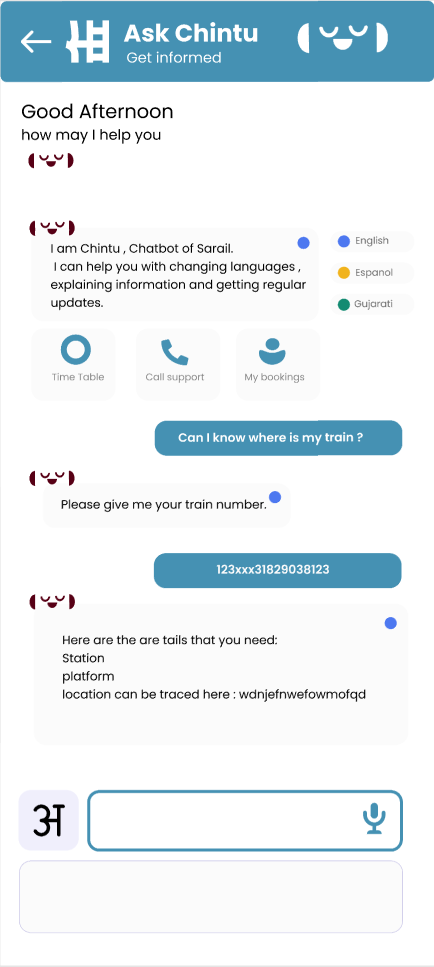 Ask Chintu
Get informed
Good Afternoon
how may I help you
I am Chintu , Chatbot of Sarail.
I can help you with changing languages ,
explaining information and getting regular
updates.
English
Espanol
Gujarati
Time Table
Call support
My bookings
Can I know where is my train ?
Please give me your train number.
123xxx31829038123
Here are the are tails that you need:
Station
platform
location can be traced here : wdnjefnwefowmofqd
अ